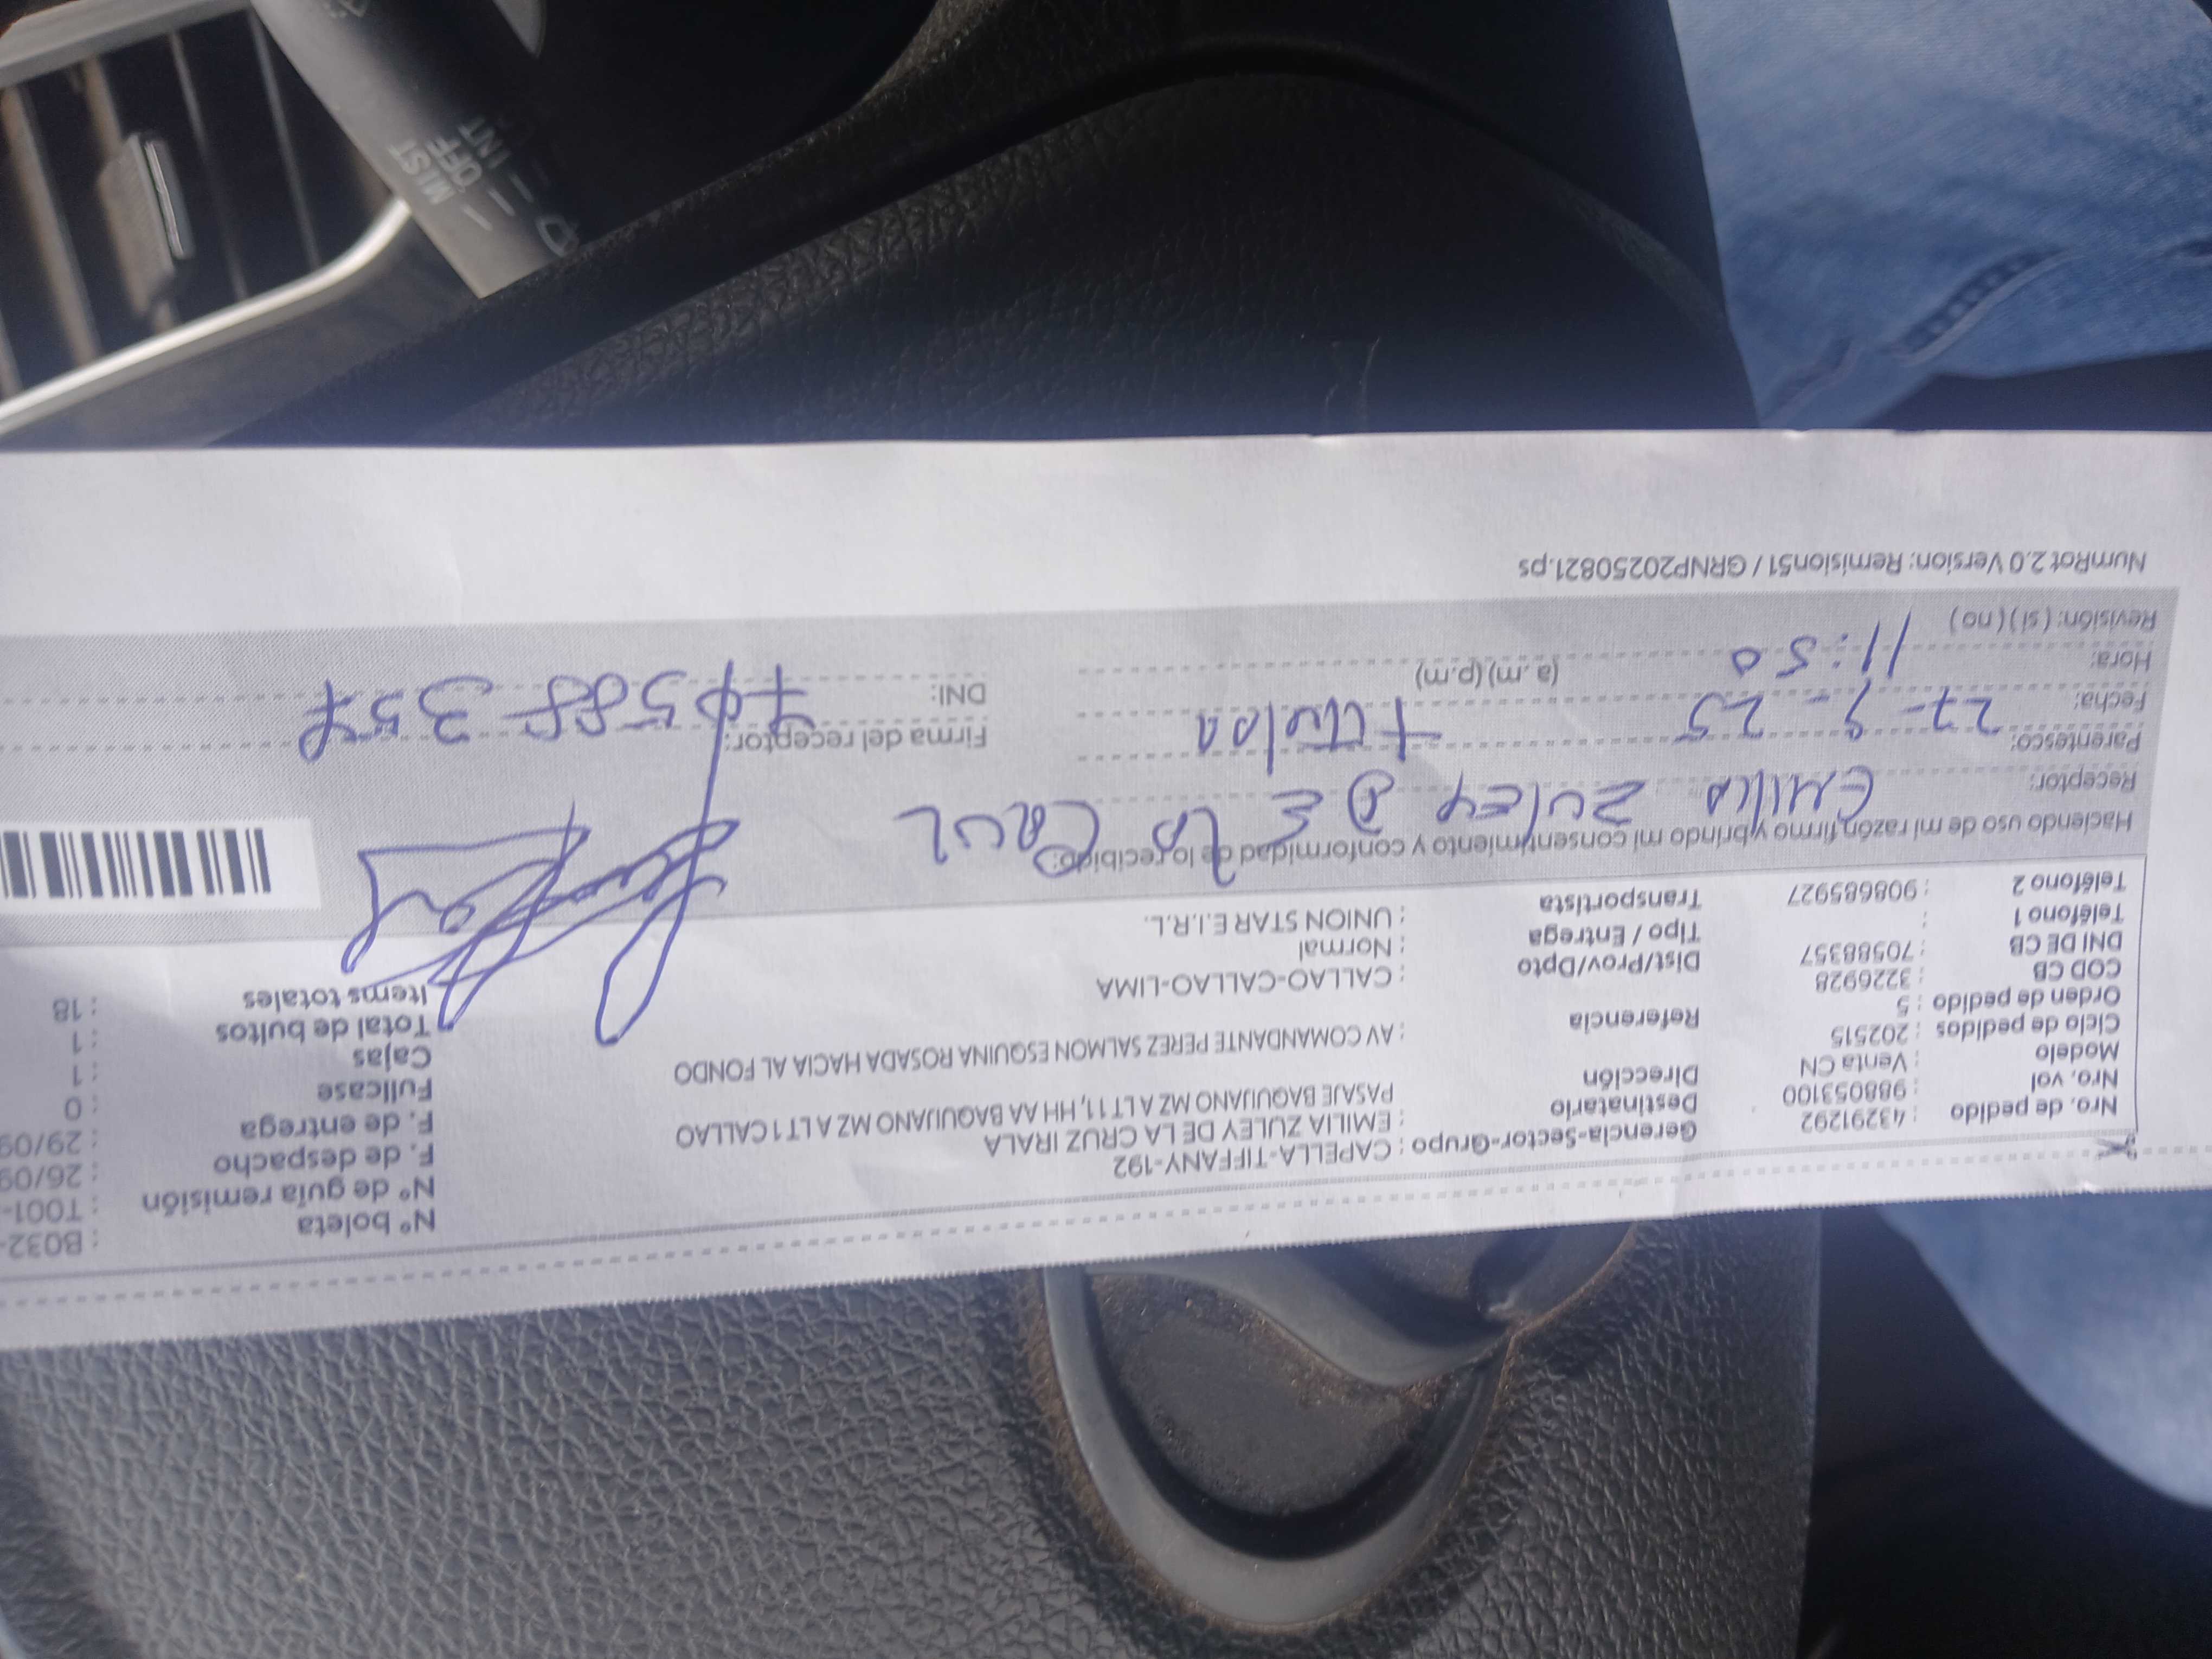 Nº boleta : B032-
Nº de guía remisión : T001-
F. de despacho : 26/09
F. de entrega : 29/09
Fullcase : 0
Cajas : 1
Total de bultos : 1
Items totales : 18
Gerencia-Sector-Grupo : CAPELLA-TIFFANY-192
Destinatario : EMILIA ZULEY DE LA CRUZ IRALA
Dirección PASAJE BAQUIJANO MZ A LT 11, HH AA BAQUIJANO MZ A LT 1 CALLAO
Referencia : AV COMANDANTE PEREZ SALMON ESQUINA ROSADA HACIA AL FONDO
Dist/Prov/Dpto : CALLAO-CALLAO-LIMA
Tipo / Entrega : Normal
Transportista : UNION STAR E.I.R.L.
Nro. de pedido : 43291292
Nro. vol : 988053100
Modelo : Venta CN
Ciclo de pedidos : 202515
Orden de pedido : 5
COD CB : 3226928
DNI DE CB : 70588357
Teléfono 1 :
Teléfono 2 : 908685927
Haciendo uso de mi razón firmo y brindo mi consentimiento y conformidad de lo recibido:
Receptor: EMILIA ZULEY DE LA CRUZ
Parentesco: titular
Fecha: 27-9-25
Hora: 11:50 (a.m) (p.m)
Revisión: ( si ) ( no )
Firma del receptor:
DNI: 70588357
NumRot 2.0 Version: Remision51 / GRNP20250821.ps
MIST
OFF
INT